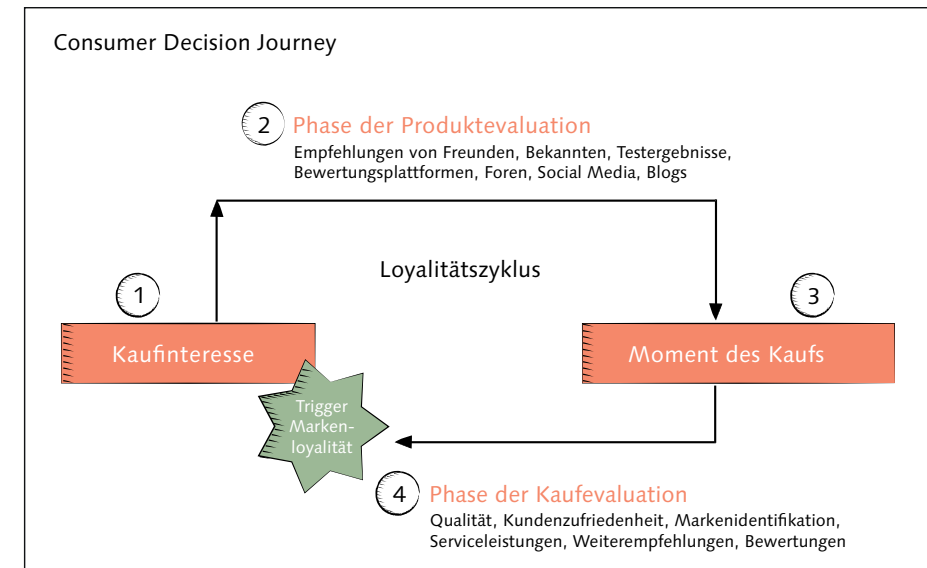 Consumer Decision Journey
2
Phase der Produktevaluation
Empfehlungen von Freunden, Bekannten, Testergebnisse,
Bewertungsplattformen, Foren, Social Media, Blogs
Loyalitätszyklus
1
3
Kaufinteresse
Moment des Kaufs
Trigger
Marken-
loyalität
4
Phase der Kaufevaluation
Qualität, Kundenzufriedenheit, Markenidentifikation,
Serviceleistungen, Weiterempfehlungen, Bewertungen